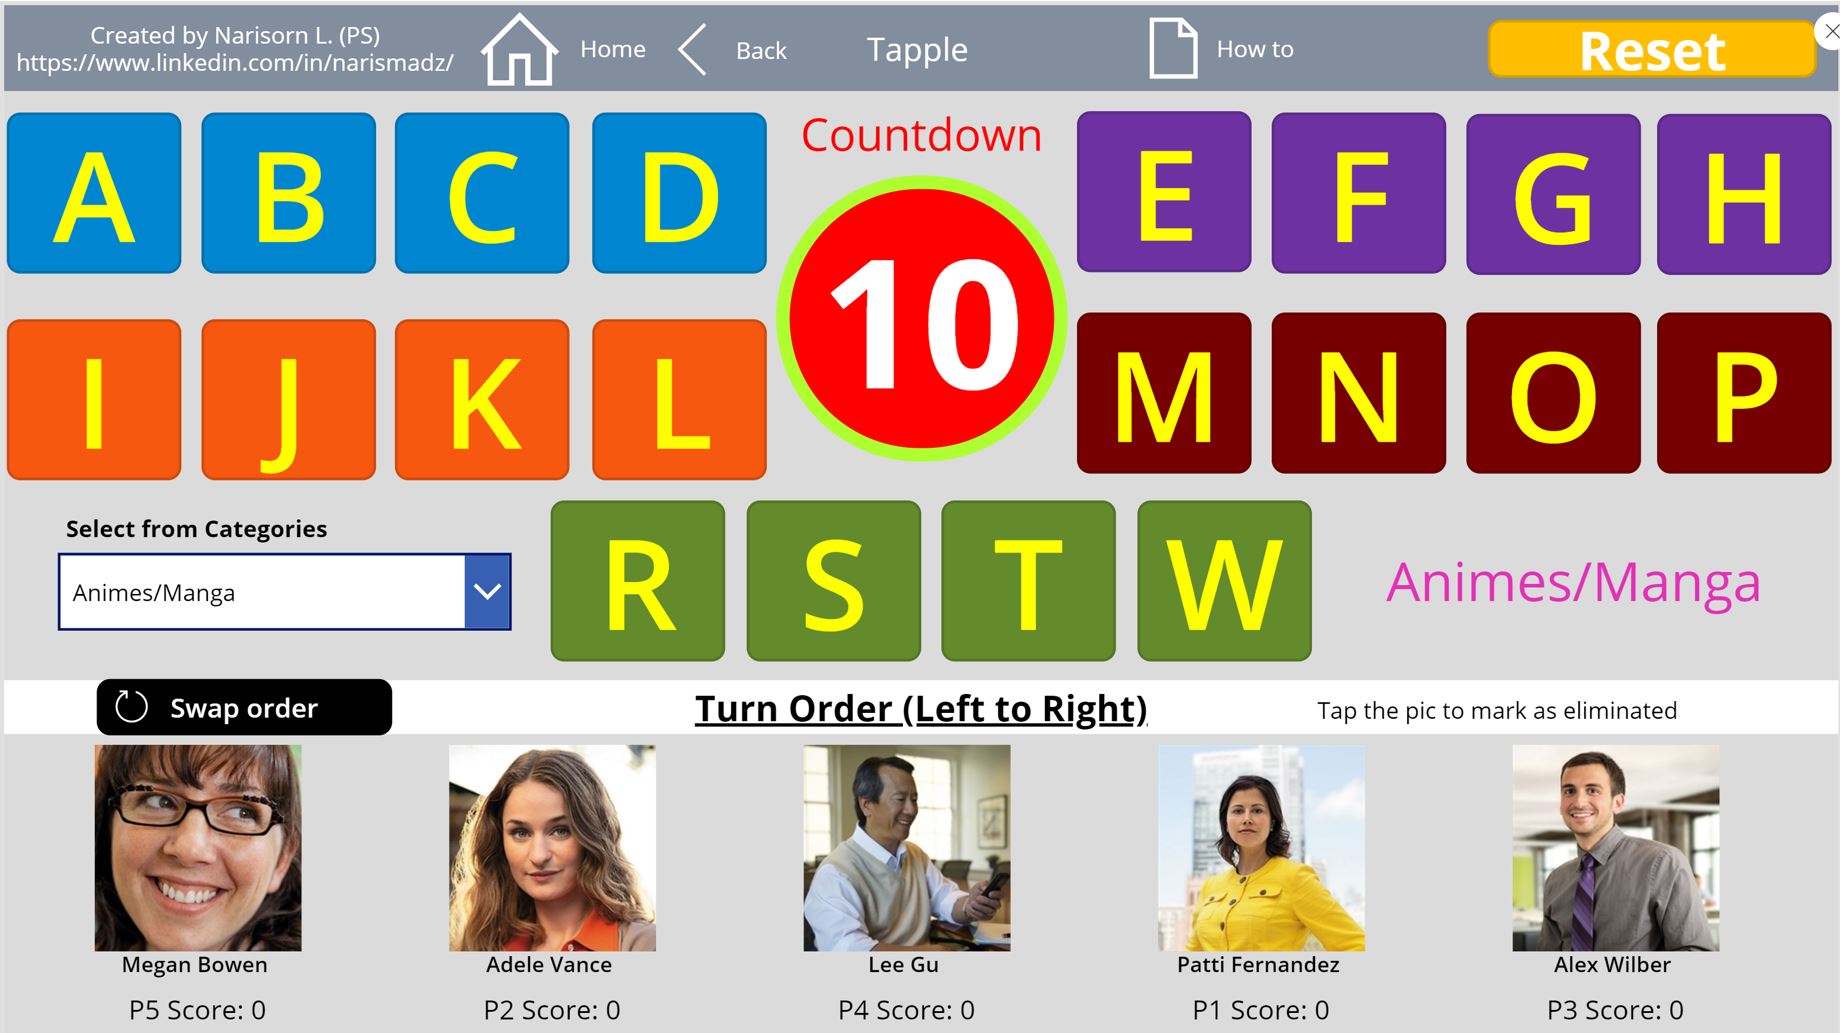 Created by Narisorn L. (PS)
https://www.linkedin.com/in/narismadz/
Home
Back
Tapple
How to
Reset
A
B
C
D
Countdown
E
F
G
H
10
I
J
K
L
M
N
O
P
Select from Categories
Animes/Manga
R
S
T
W
Animes/Manga
Swap order
Turn Order (Left to Right)
Tap the pic to mark as eliminated
Megan Bowen
Adele Vance
Lee Gu
Patti Fernandez
Alex Wilber
P5 Score: 0
P2 Score: 0
P4 Score: 0
P1 Score: 0
P3 Score: 0